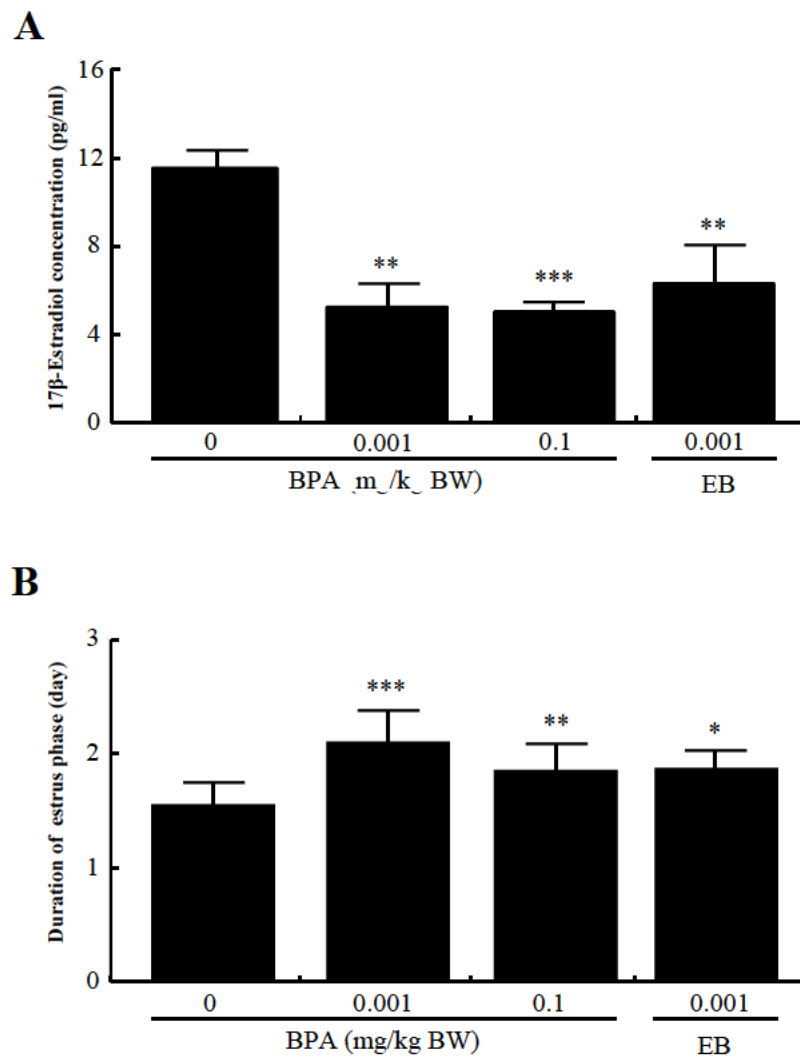 A
17β-Estradiol concentration (pg/ml)
16
12
8
4
0
**
***
**
0 0.001 0.1 0.001
BPA BW) EB
B
Duration of estrus phase (day)
3
2
1
0
***
**
*
0 0.001 0.1 0.001
BPA (mg/kg BW) EB